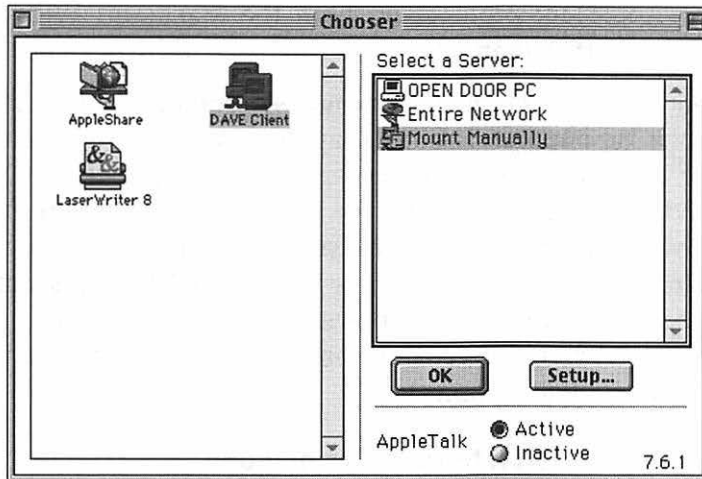 Chooser
AppleShare
DAVE Client
LaserWriter 8
Select a Server:
OPEN DOOR PC
Entire Network
Mount Manually
OK
Setup...
AppleTalk
Active
Inactive
7.6.1